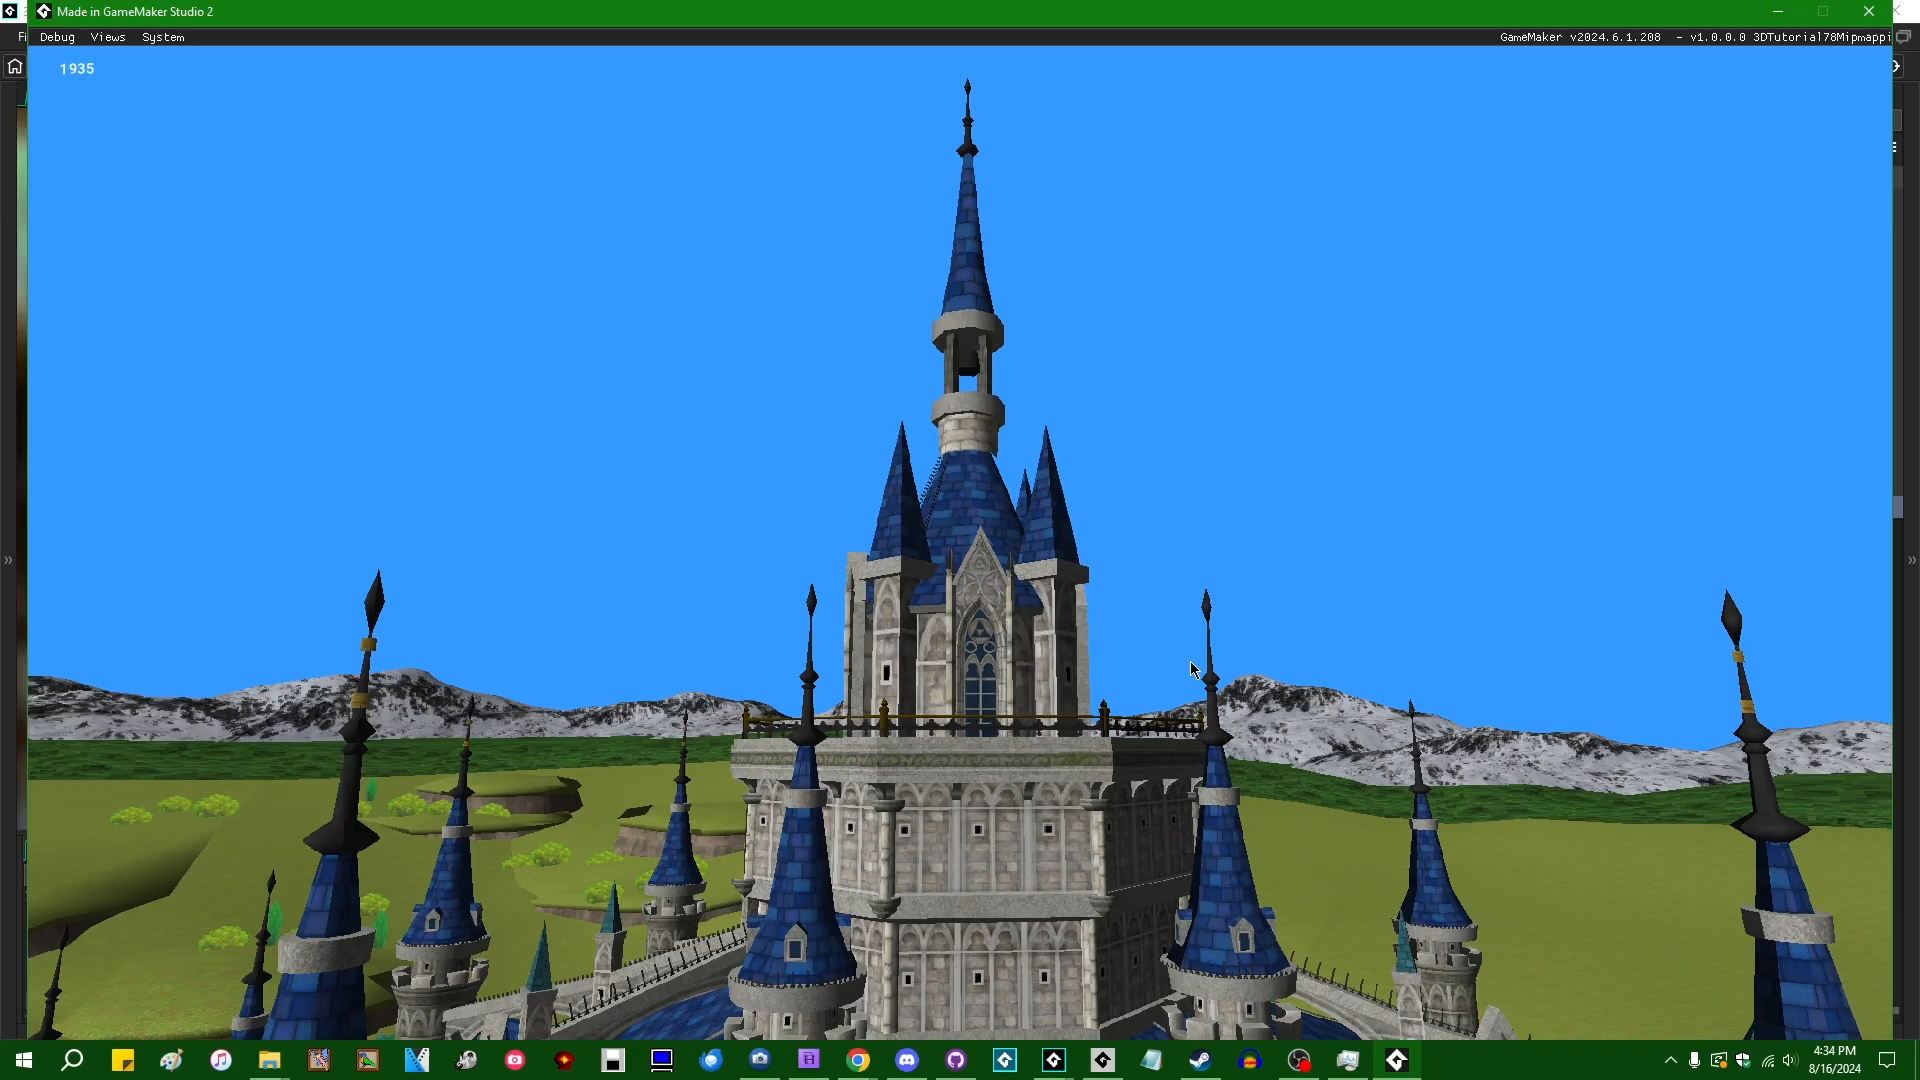 Made in GameMaker Studio 2
Fi
Debug Views System
GameMaker v2024.6.1.208 - v1.0.0.0 3DTutorial78Mipmappi
1935
4:34 PM
8/16/2024